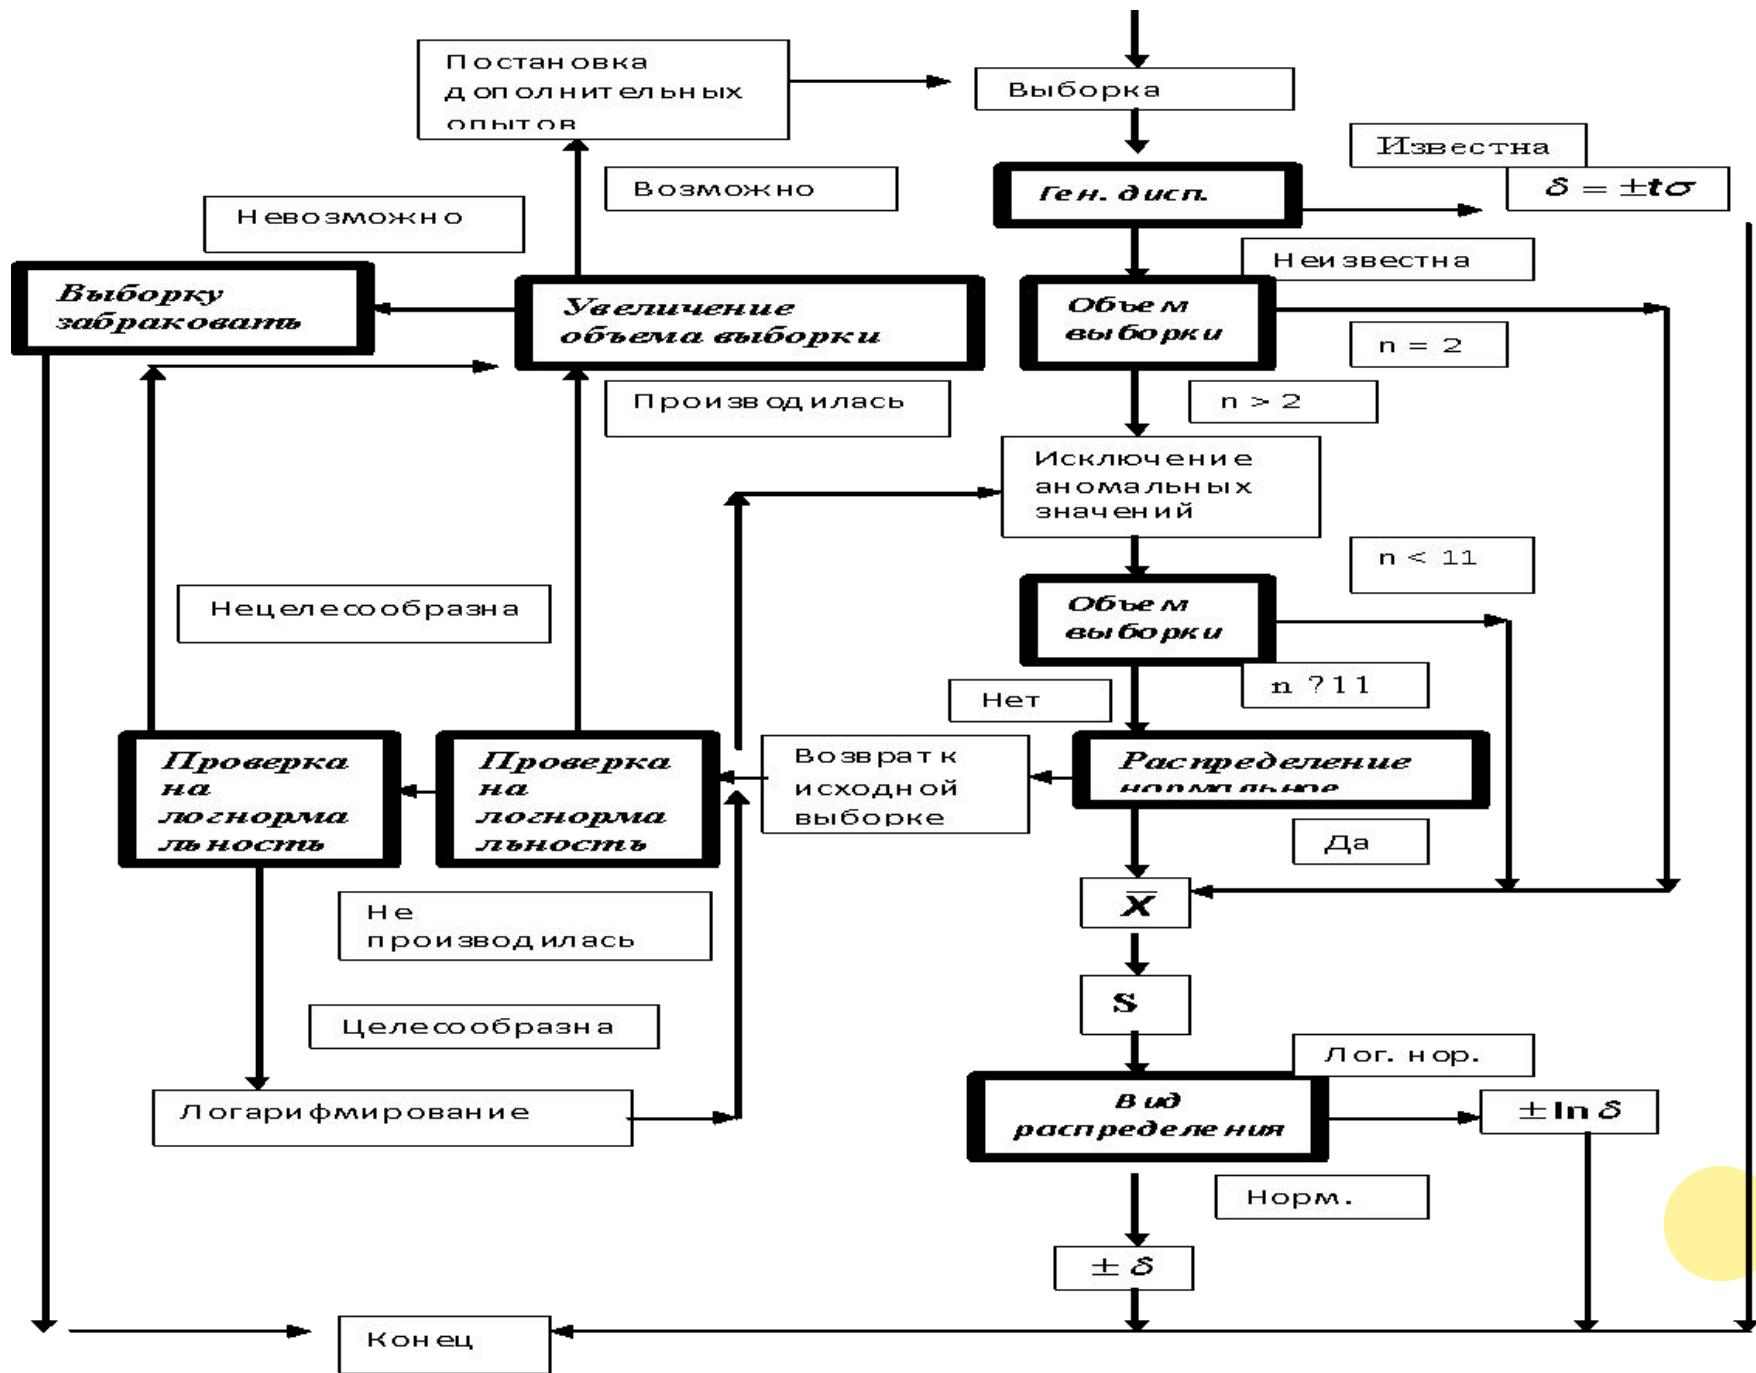 Постановка
дополнительных
опытов
Выборка
Известна
δ = ±tσ
Возможно
Ген. дисп.
Невозможно
Неизвестна
Выборку
забраковать
Увеличение
объема выборки
Объем
выборки
n = 2
Производилась
n > 2
Исключение
аномальных
значений
n < 11
Нецелесообразна
Объем
выборки
n ?11
Нет
Проверка
на
логнорма
льность
Проверка
на
логнорма
льность
Возврат к
исходной
выборке
Распределение
нормальное
Да
x̄
Не
производилась
S
Целесообразна
Лог. нор.
Логарифмирование
Вид
распределения
± ln δ
Норм.
± δ
Конец